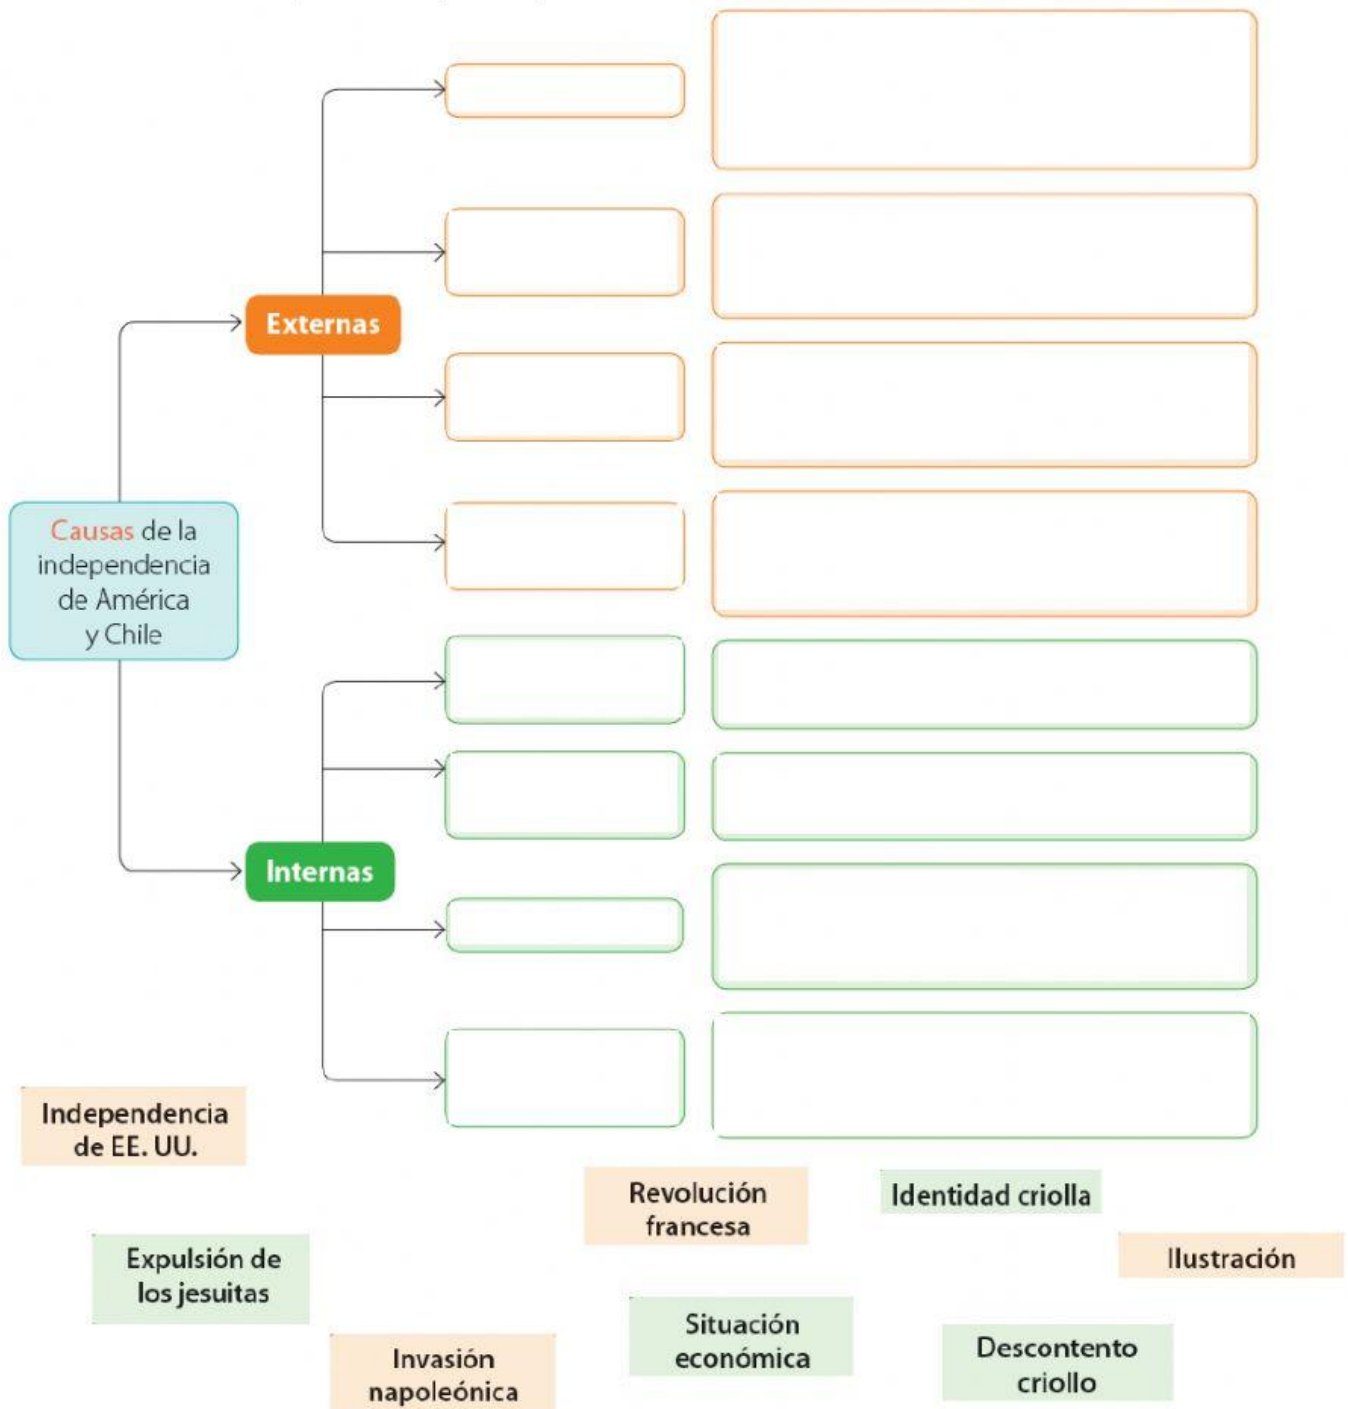 Externas
Causas de la
independencia
de América
y Chile
Internas
Independencia
de EE. UU.
Revolución
francesa
Identidad criolla
Expulsión de
los jesuitas
Ilustración
Situación
económica
Invasión
napoleónica
Descontento
criollo